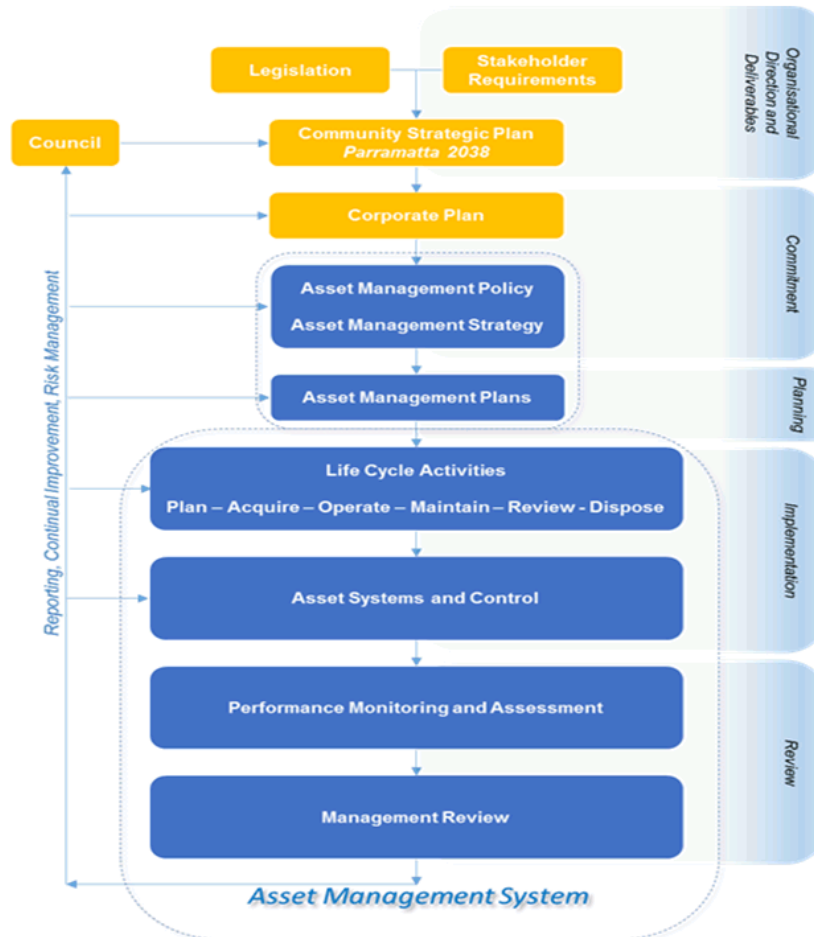 Legislation
Stakeholder
Requirements
Organisational
Direction and
Deliverables
Council
Community Strategic Plan
Parramatta 2038
Corporate Plan
Commitment
Asset Management Policy
Asset Management Strategy
Asset Management Plans
Planning
Reporting, Continual Improvement, Risk Management
Life Cycle Activities
Plan – Acquire – Operate – Maintain – Review - Dispose
Implementation
Asset Systems and Control
Performance Monitoring and Assessment
Review
Management Review
Asset Management System